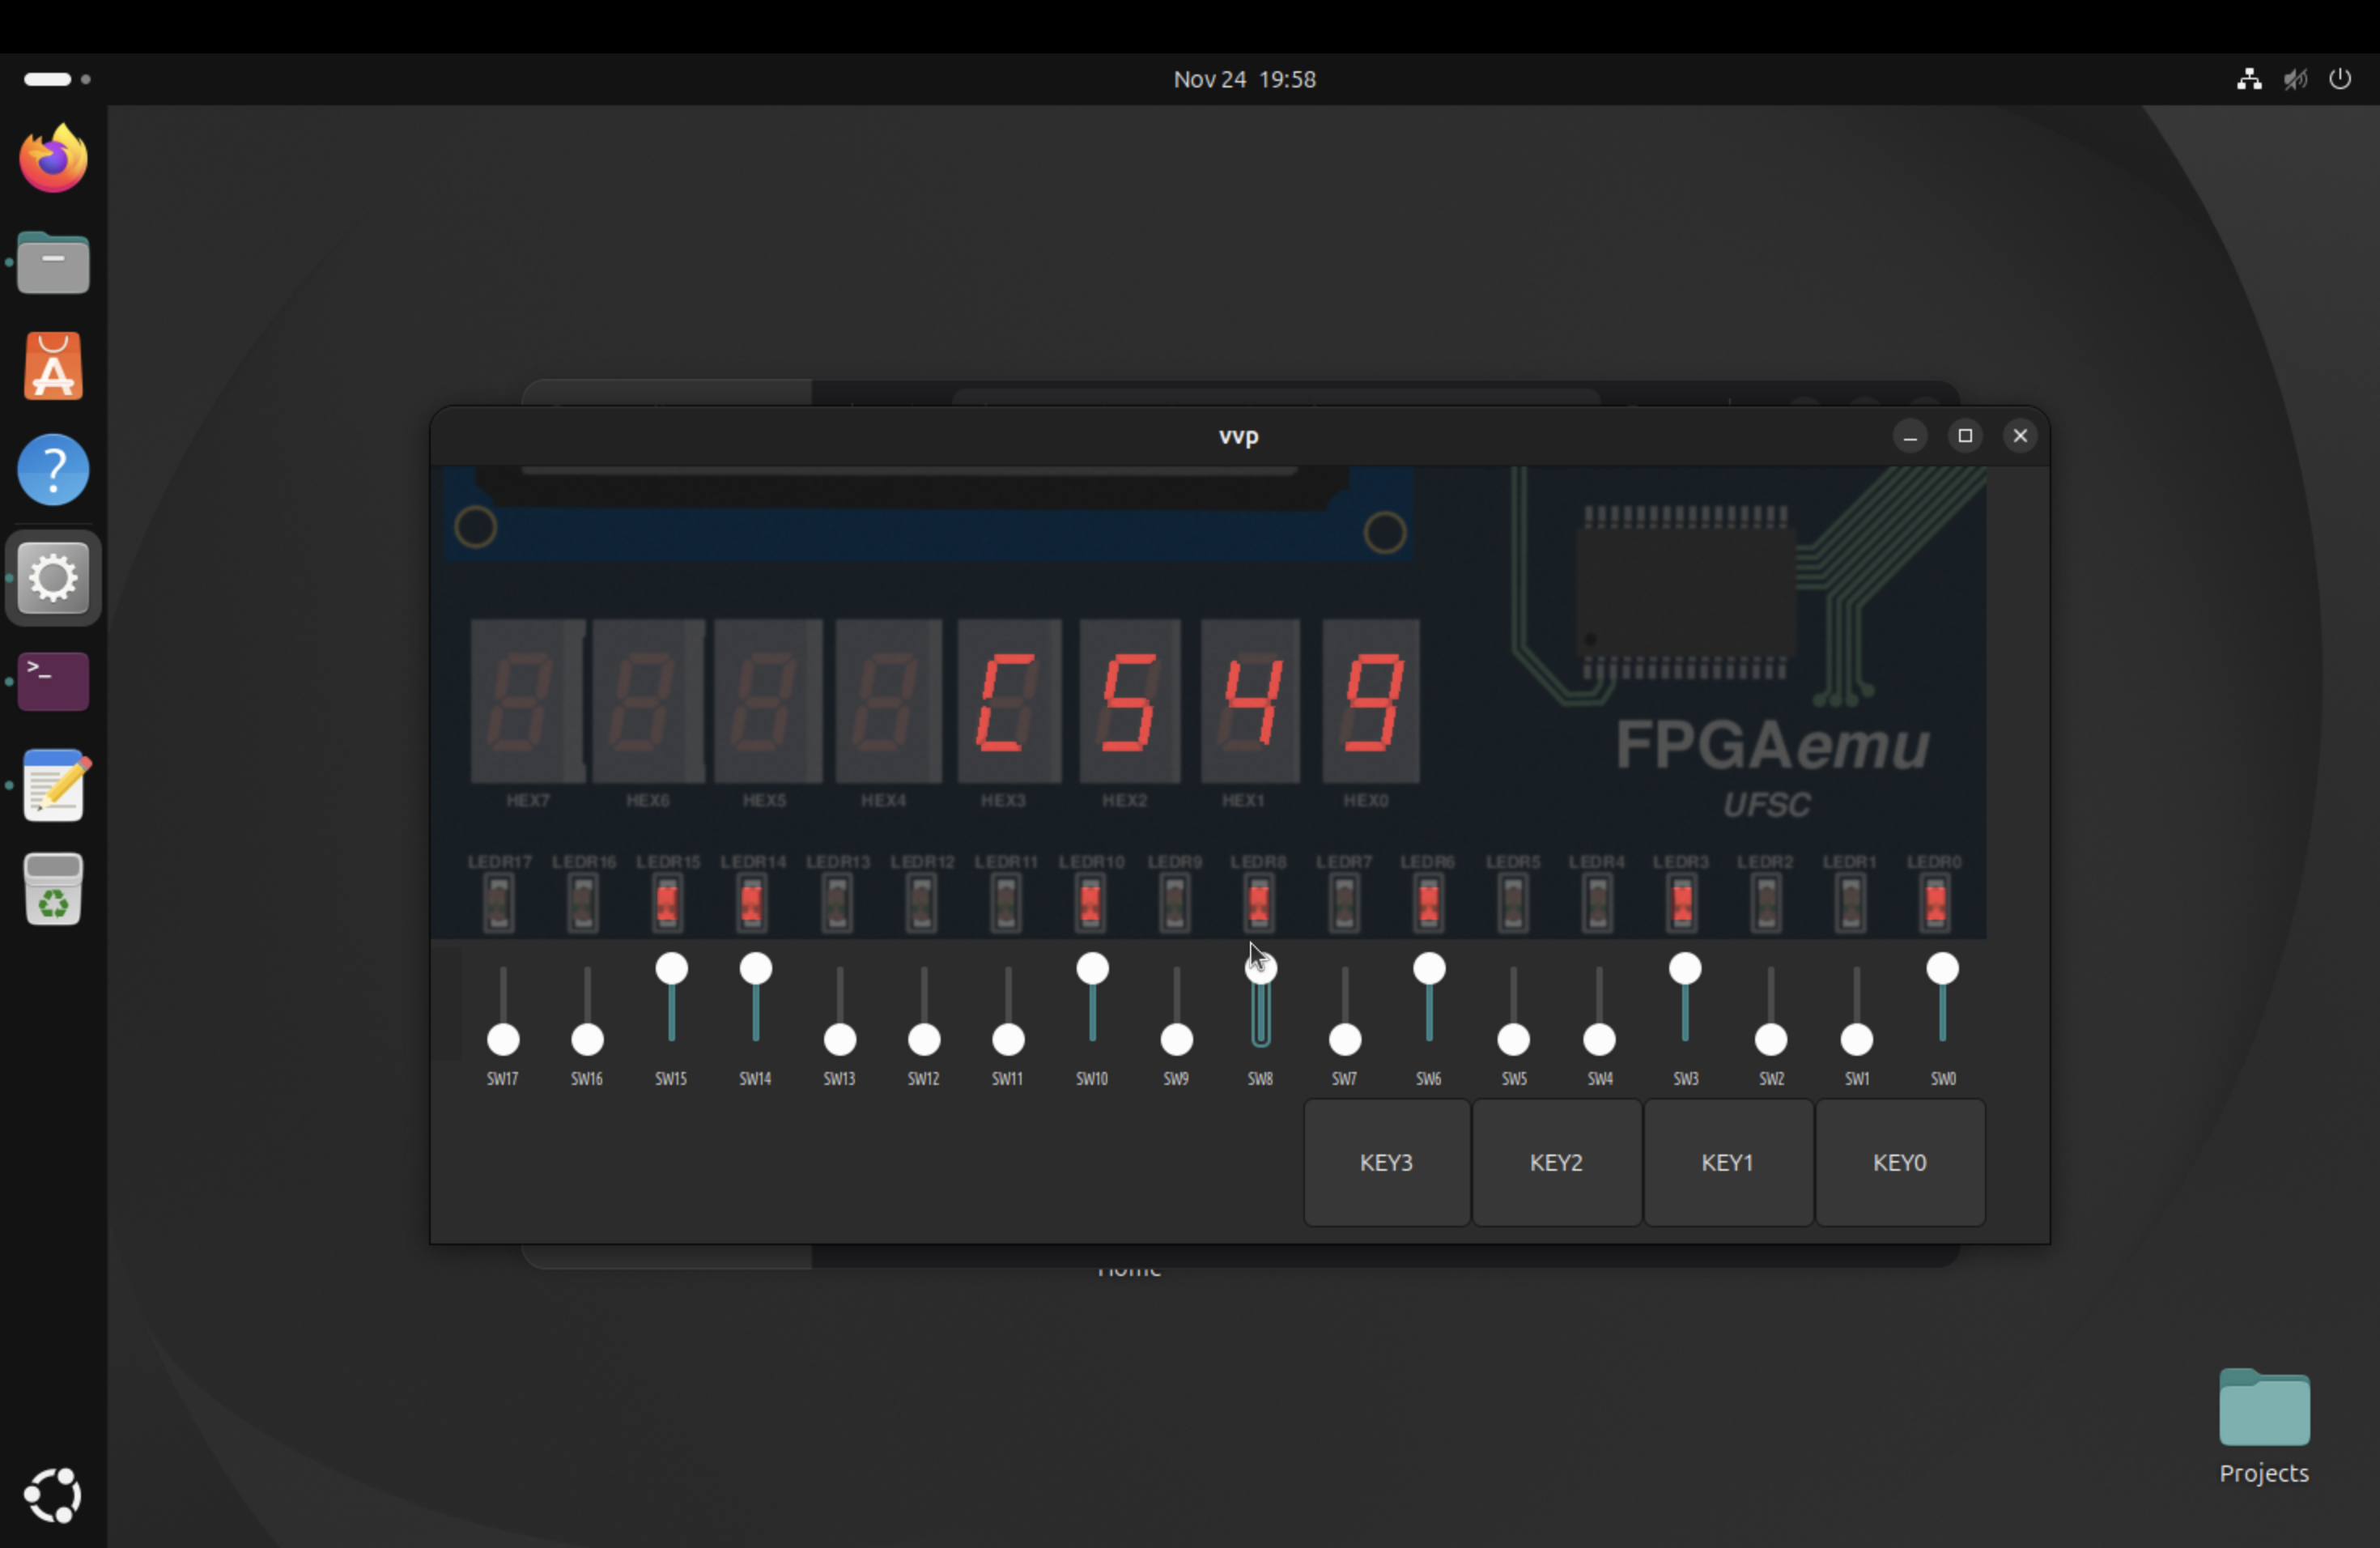 Nov 24 19:58
vvp
C549
HEX7 HEX6 HEX5 HEX4 HEX3 HEX2 HEX1 HEX0
FPGAemu
UFSC
LEDR17 LEDR16 LEDR15 LEDR14 LEDR13 LEDR12 LEDR11 LEDR10 LEDR9 LEDR8 LEDR7 LEDR6 LEDR5 LEDR4 LEDR3 LEDR2 LEDR1 LEDR0
SW17 SW16 SW15 SW14 SW13 SW12 SW11 SW10 SW9 SW8 SW7 SW6 SW5 SW4 SW3 SW2 SW1 SW0
KEY3 KEY2 KEY1 KEY0
Home
Projects